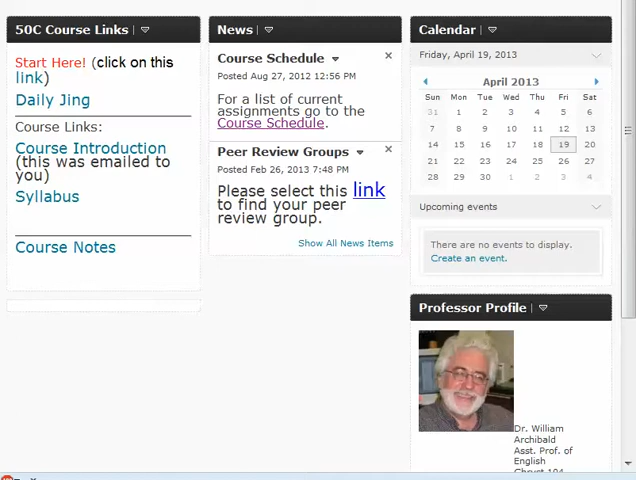 50C Course Links
Start Here! (click on this
link)
Daily Jing
Course Links:
Course Introduction
(this was emailed to
you)
Syllabus
Course Notes
News
Course Schedule
Posted Aug 27, 2012 12:56 PM
For a list of current
assignments go to the
Course Schedule.
Peer Review Groups
Posted Feb 26, 2013 7:48 PM
Please select this link
to find your peer
review group.
Show All News Items
Calendar
Friday, April 19, 2013
April 2013
Sun Mon Tue Wed Thu Fri Sat
31 1 2 3 4 5 6
7 8 9 10 11 12 13
14 15 16 17 18 19 20
21 22 23 24 25 26 27
28 29 30 1 2 3 4
Upcoming events
There are no events to display.
Create an event.
Professor Profile
Dr. William
Archibald
Asst. Prof. of
English
Chryst 104